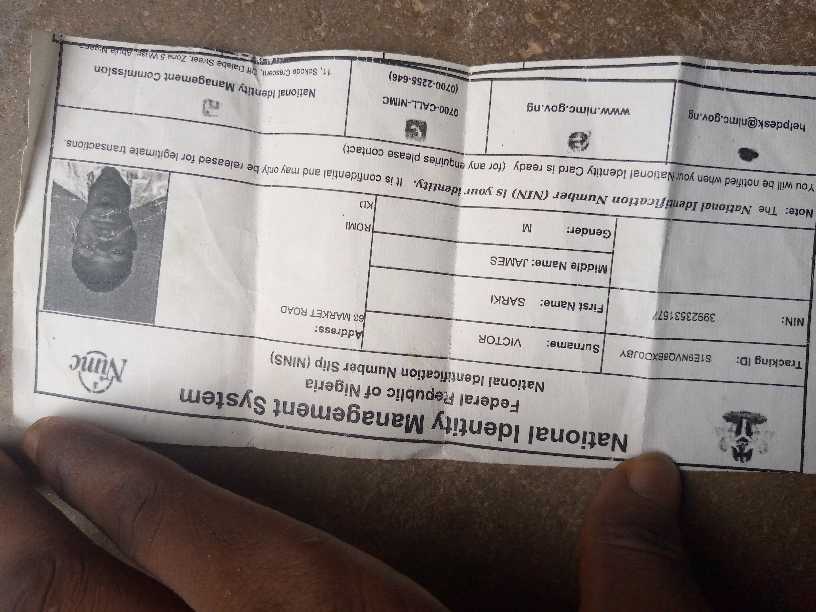 National Identity Management System
Federal Republic of Nigeria
National Identification Number Slip (NINS)
Nimc
Tracking ID:
Surname: VICTOR
Address:
63 MARKET ROAD
NIN: 39923531577
First Name: SARKI
Middle Name: JAMES
ROMI
Gender: M
KD
Note: The National Identification Number (NIN) is your identity. It is confidential and may only be released for legitimate transactions.
You will be notified when your National Identity Card is ready (for any enquiries please contact)
helpdesk@nimc.gov.ng
www.nimc.gov.ng
0700-CALL-NIMC
(0700-2255-646)
National Identity Management Commission
11, Sokode Crescent, Off Dalaba Street, Zone 5 Wuse, Abuja Nigeria